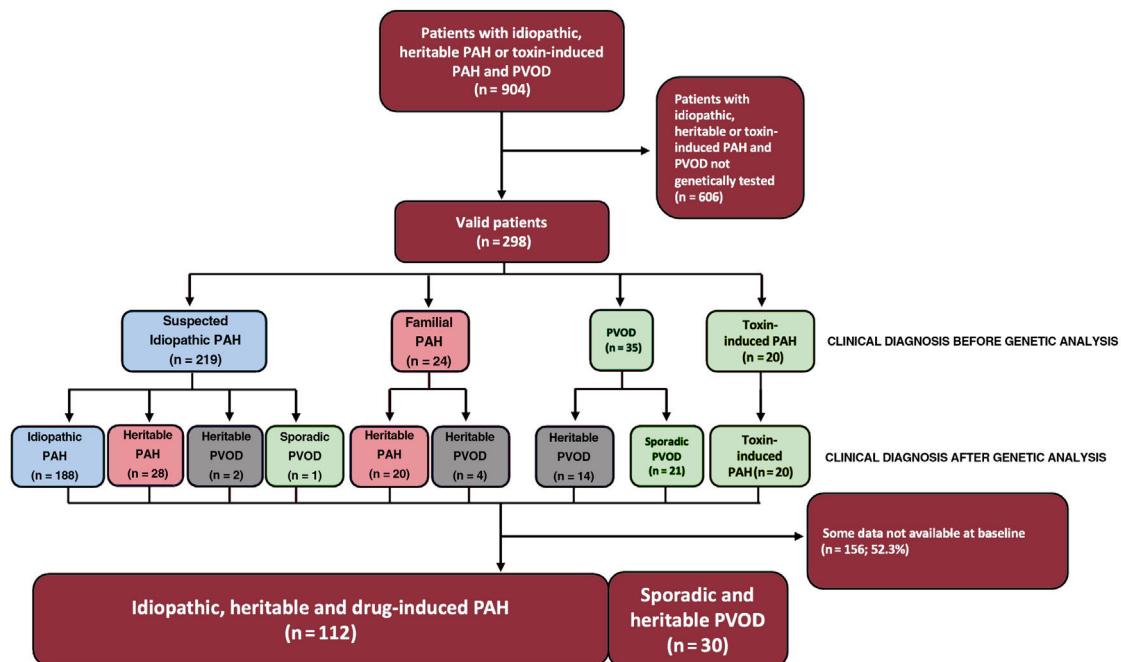 Patients with idiopathic,
heritable PAH or toxin-induced
PAH and PVOD
(n = 904)
Patients with
idiopathic,
heritable or toxin-
induced PAH and
PVOD not
genetically tested
(n = 606)
Valid patients
(n = 298)
Suspected
Idiopathic PAH
(n = 219)
Familial
PAH
(n = 24)
PVOD
(n = 35)
Toxin-
induced PAH
(n = 20)
CLINICAL DIAGNOSIS BEFORE GENETIC ANALYSIS
Idiopathic
PAH
(n = 188)
Heritable
PAH
(n = 28)
Heritable
PVOD
(n = 2)
Sporadic
PVOD
(n = 1)
Heritable
PAH
(n = 20)
Heritable
PVOD
(n = 4)
Heritable
PVOD
(n = 14)
Sporadic
PVOD
(n = 21)
Toxin-
induced
PAH (n = 20)
CLINICAL DIAGNOSIS AFTER GENETIC ANALYSIS
Some data not available at baseline
(n = 156; 52.3%)
Idiopathic, heritable and drug-induced PAH
(n = 112)
Sporadic and
heritable PVOD
(n = 30)